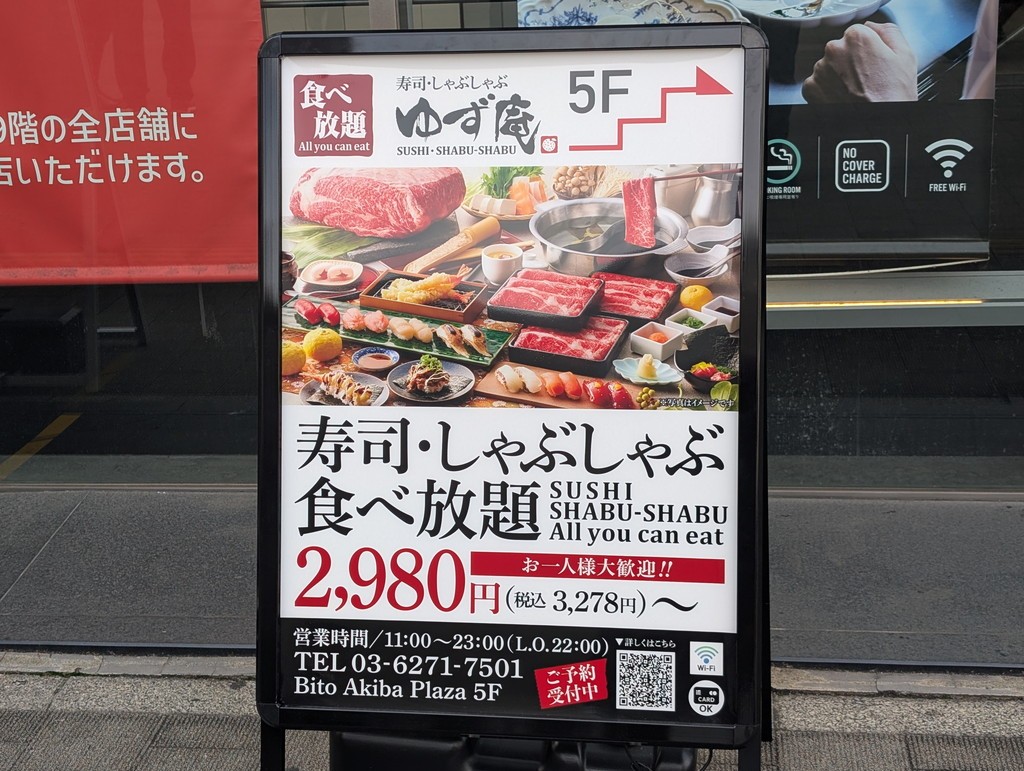 9階の全店舗に
店いただけます。
食べ
放題
All you can eat
寿司・しゃぶしゃぶ
ゆず庵
SUSHI・SHABU-SHABU
5F
KING ROOM
NO
COVER
CHARGE
FREE Wi-Fi
※写真はイメージです
寿司・しゃぶしゃぶ
食べ放題
SUSHI
SHABU-SHABU
All you can eat
2,980円
お一人様大歓迎!!
(税込 3,278円)～
営業時間／11:00～23:00(L.O.22:00)
TEL 03-6271-7501
Bito Akiba Plaza 5F
ご予約
受付中
▼詳しくはこちら
Wi-Fi
CARD
OK